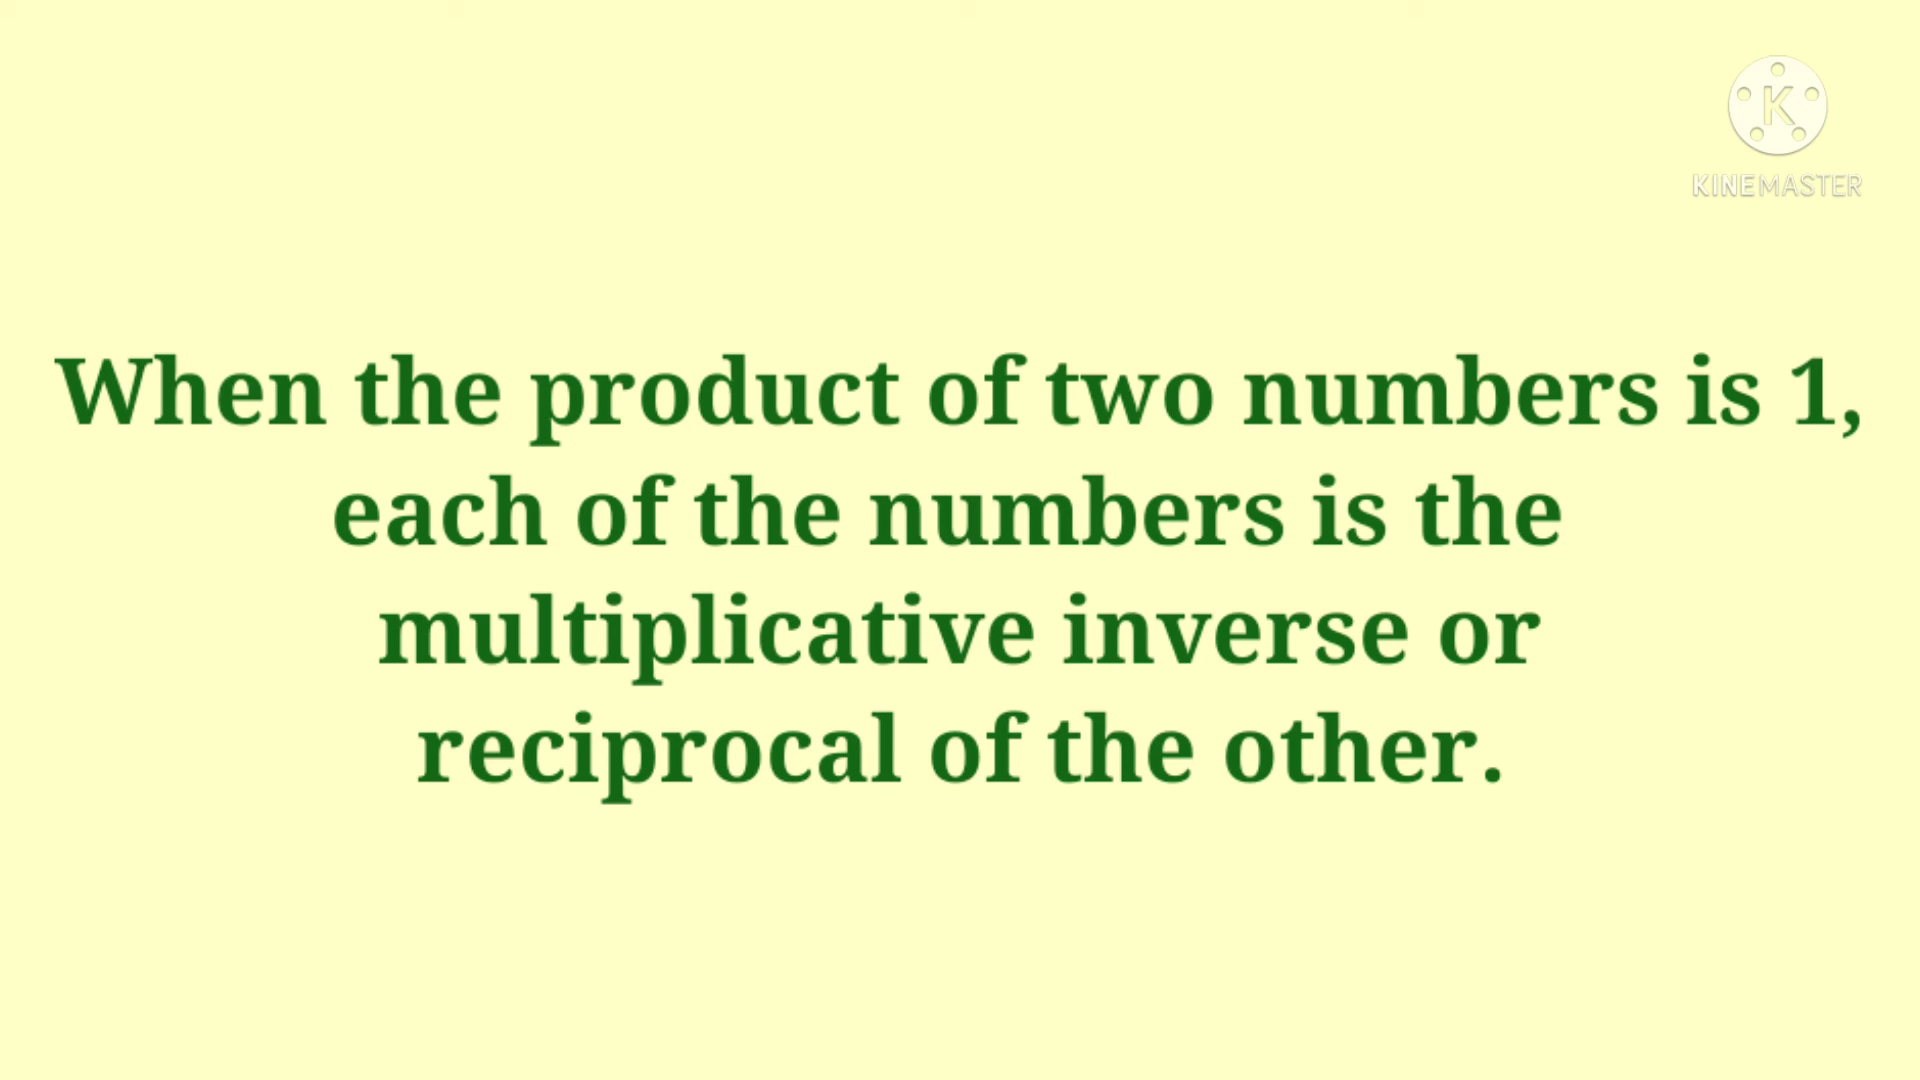 K
KINEMASTER
When the product of two numbers is 1,
each of the numbers is the
multiplicative inverse or
reciprocal of the other.